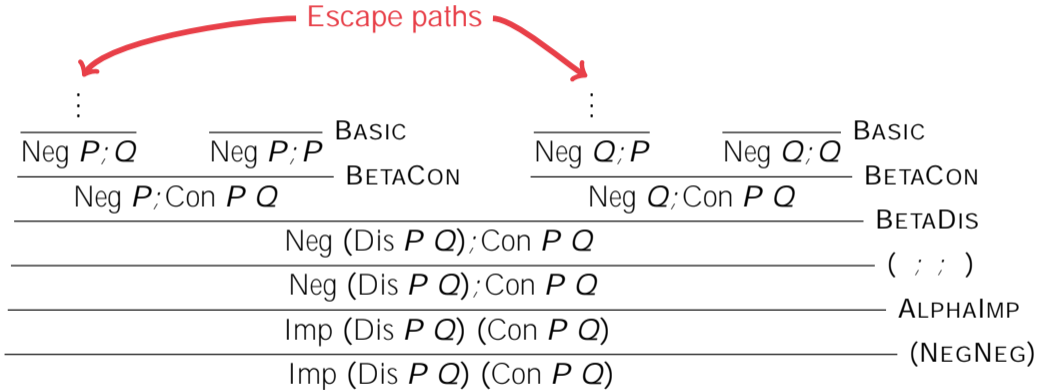 Escape paths
⋮ ⋮
Neg P;Q Neg P;P BASIC Neg Q;P Neg Q;Q BASIC
Neg P;Con P Q BETACON Neg Q;Con P Q BETACON
Neg (Dis P Q);Con P Q BETADIS
Neg (Dis P Q);Con P Q ( ; ; )
Imp (Dis P Q) (Con P Q) ALPHAIMP
Imp (Dis P Q) (Con P Q) (NEGNEG)